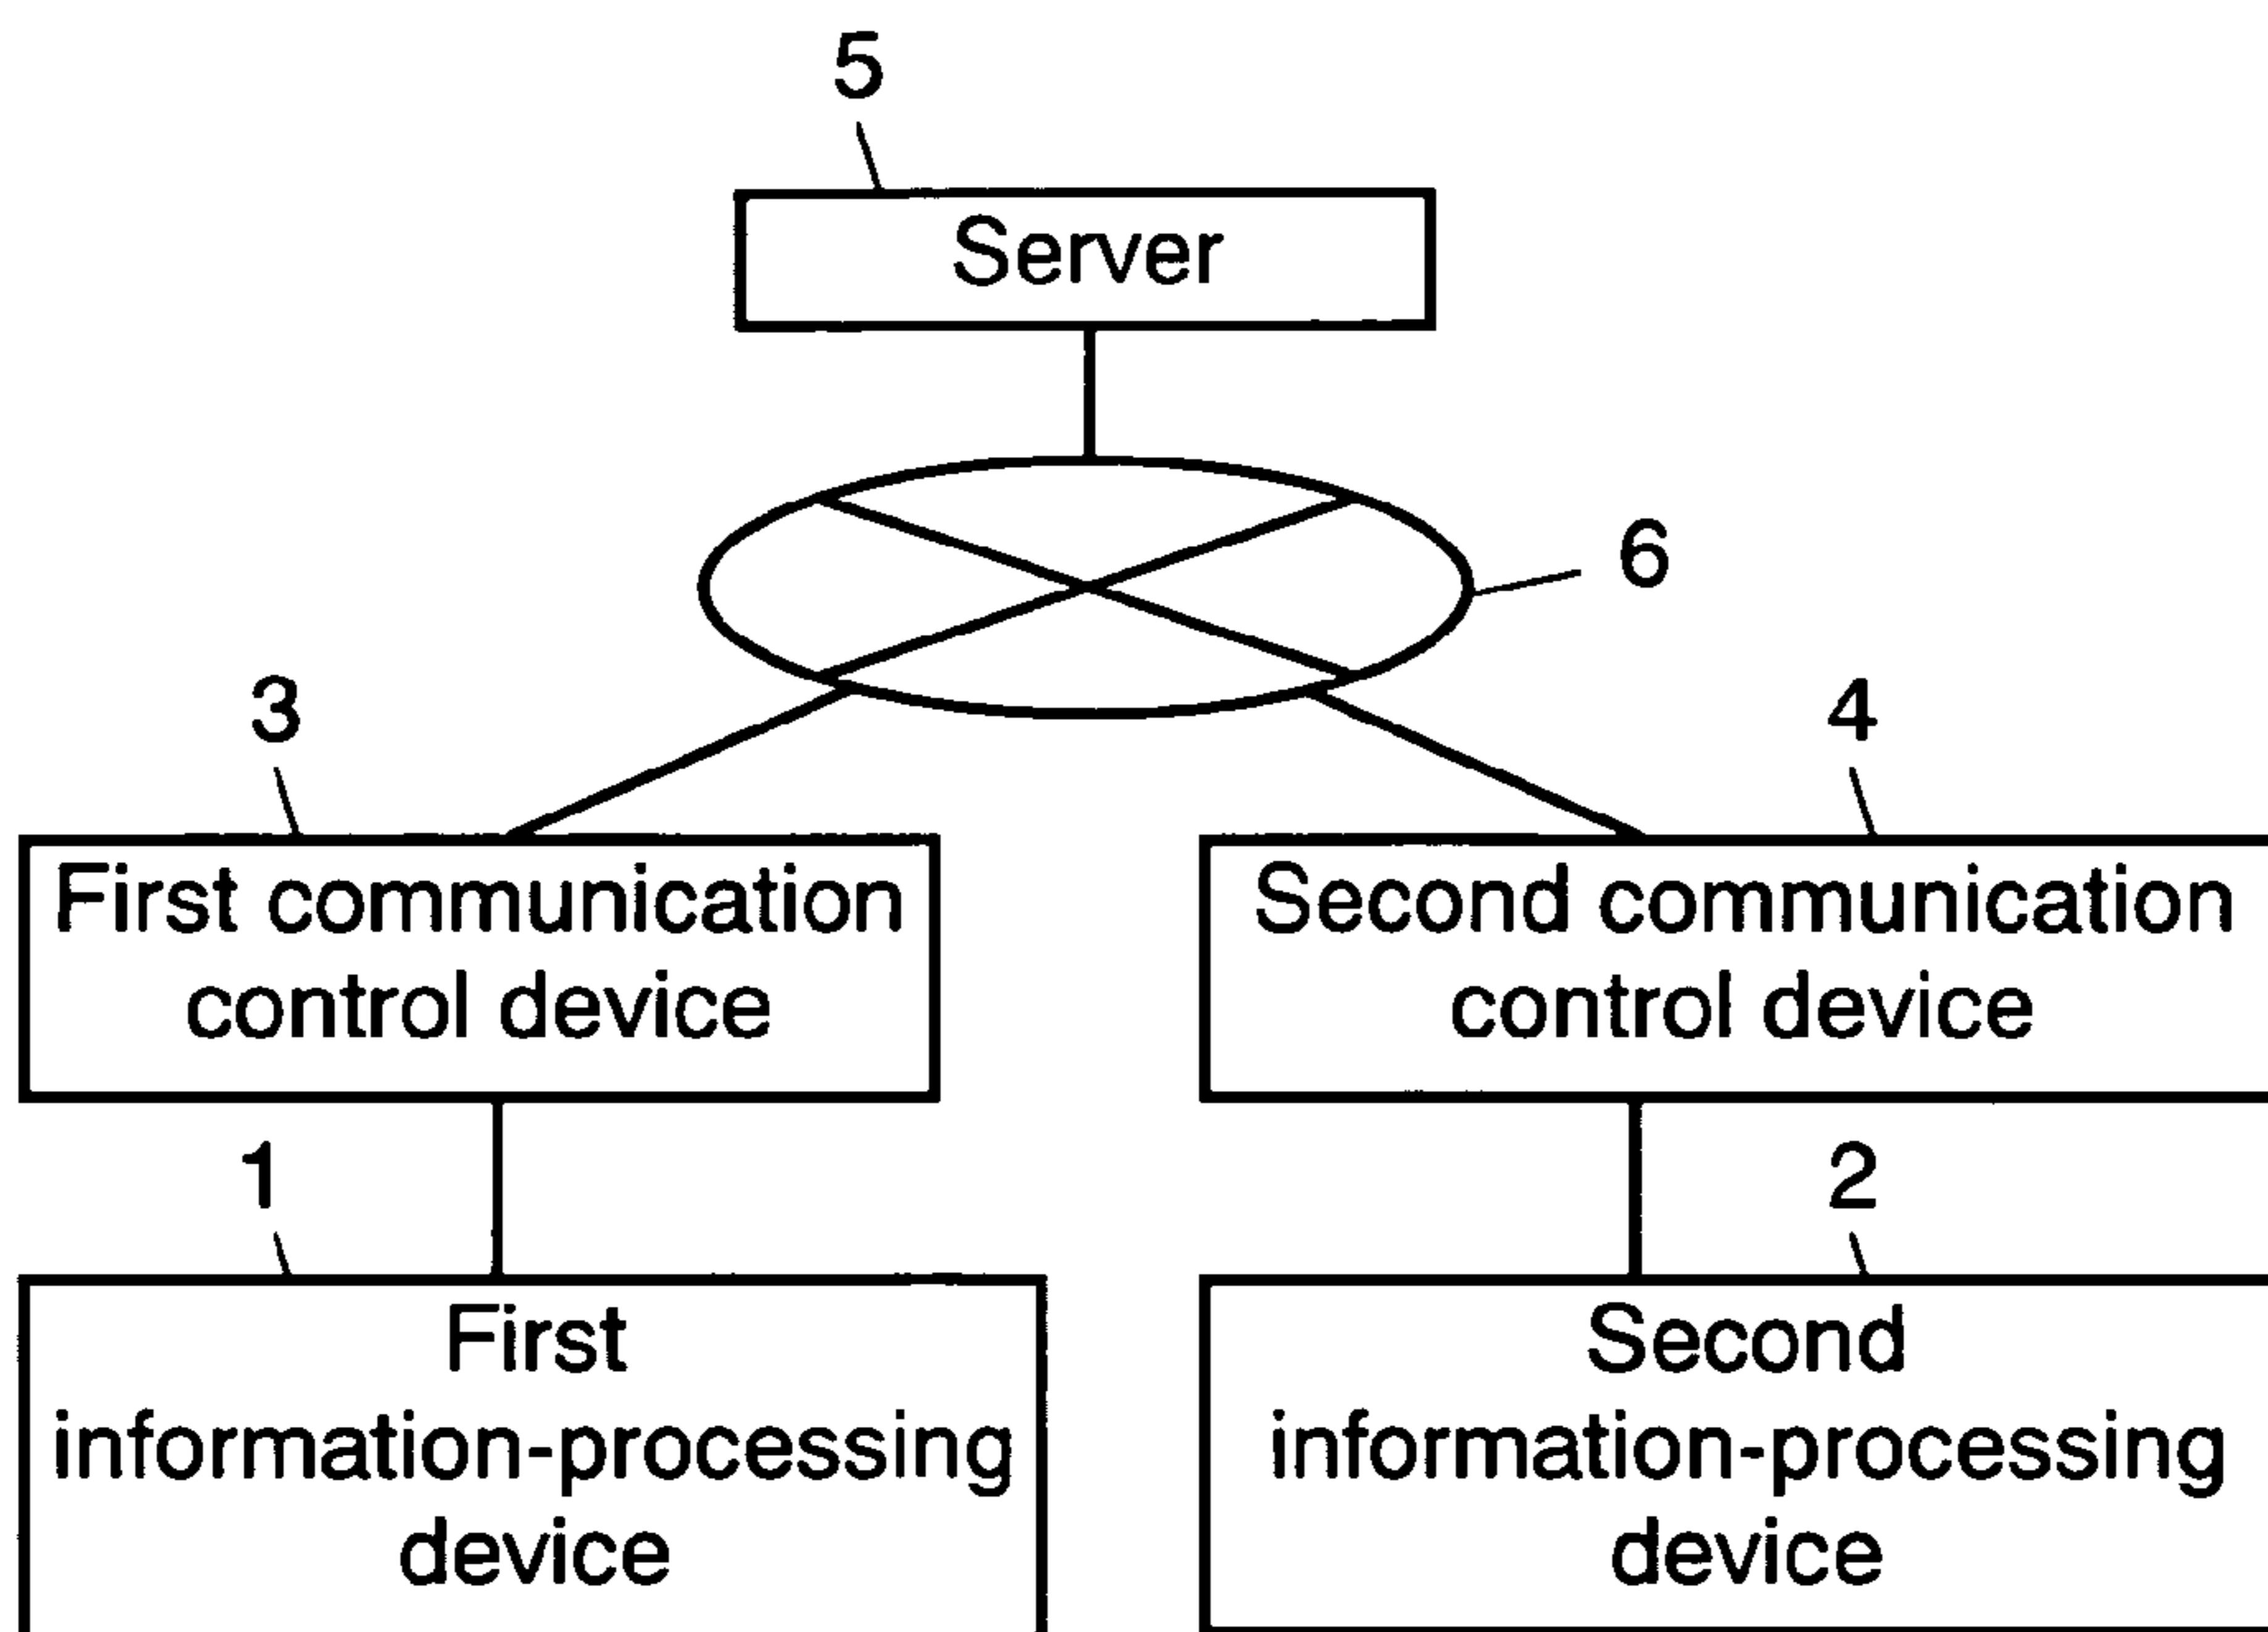 5
Server
6
3
4
First communication
control device
Second communication
control device
1
2
First
information-processing
device
Second
information-processing
device